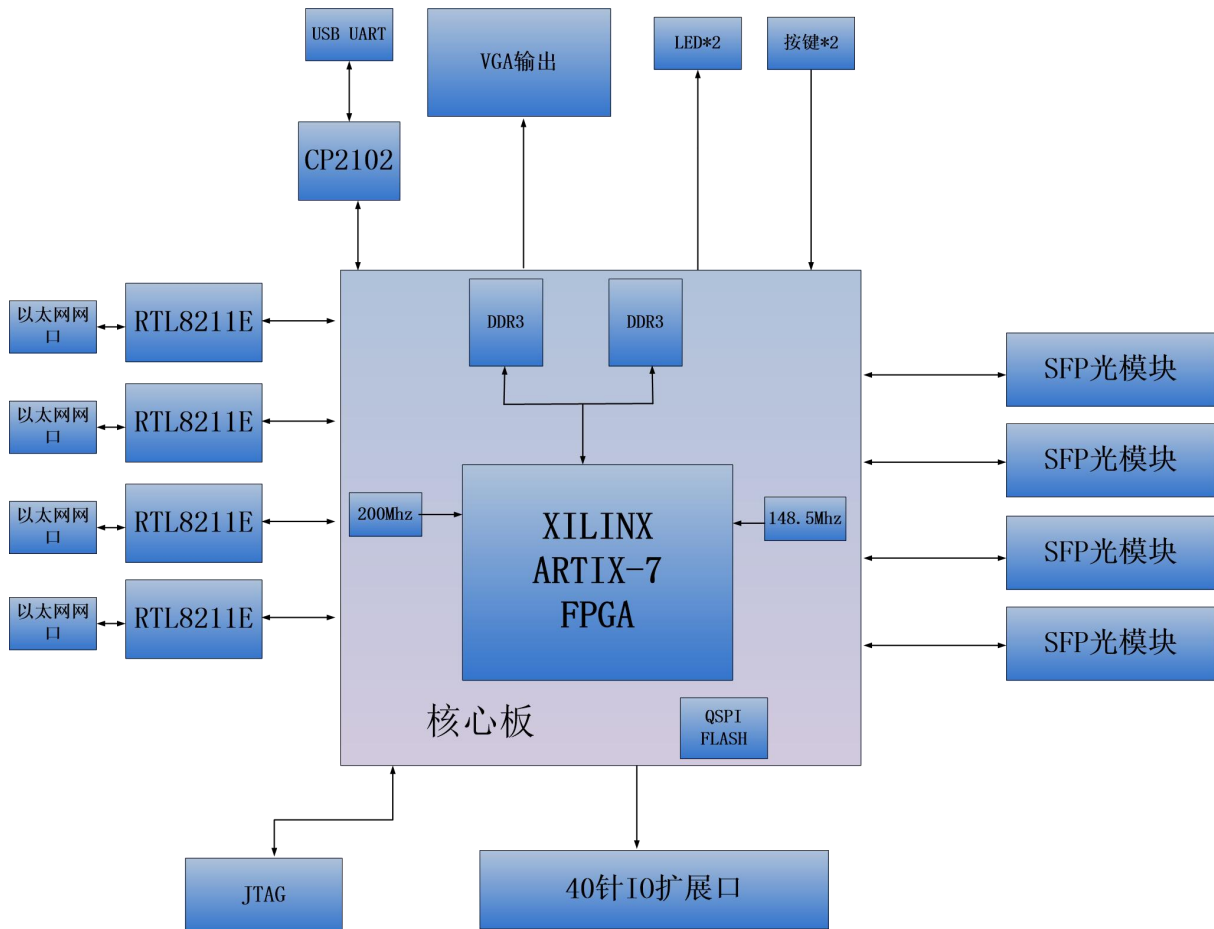 USB UART
VGA输出
LED*2
按键*2
CP2102
以太网网
口
RTL8211E
DDR3
DDR3
以太网网
口
RTL8211E
以太网网
口
RTL8211E
以太网网
口
RTL8211E
SFP光模块
SFP光模块
SFP光模块
SFP光模块
200Mhz
XILINX
ARTIX-7
FPGA
148.5Mhz
核心板
QSPI
FLASH
JTAG
40针IO扩展口